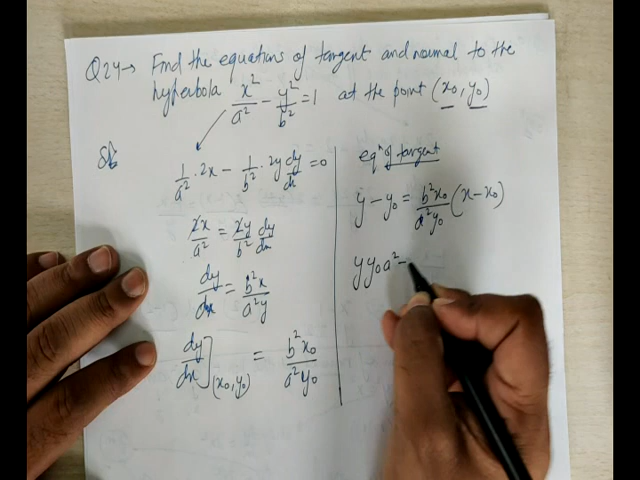 Q24→ Find the equations of tangent and normal to the
hyperbola x²/a² − y²/b² = 1 at the point (x₀, y₀)
Sol:
1/a² · 2x − 1/b² · 2y dy/dx = 0
2x/a² = 2y/b² dy/dx
dy/dx = b²x/a²y
dy/dx](x₀,y₀) = b²x₀/a²y₀
eqⁿ of tangent
y − y₀ = b²x₀/a²y₀ (x − x₀)
yy₀a² −